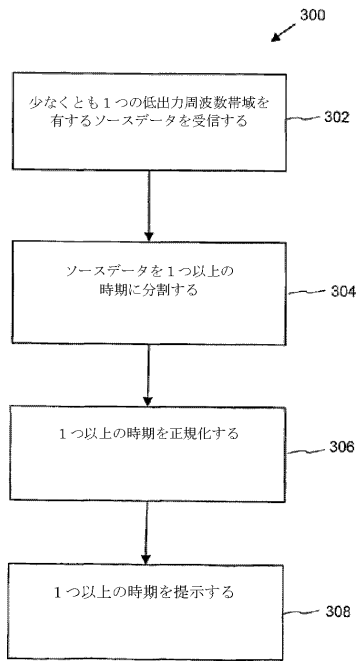 300
少なくとも１つの低出力周波数帯域を
有するソースデータを受信する
302
ソースデータを１つ以上の
時期に分割する
304
１つ以上の時期を正規化する
306
１つ以上の時期を提示する
308